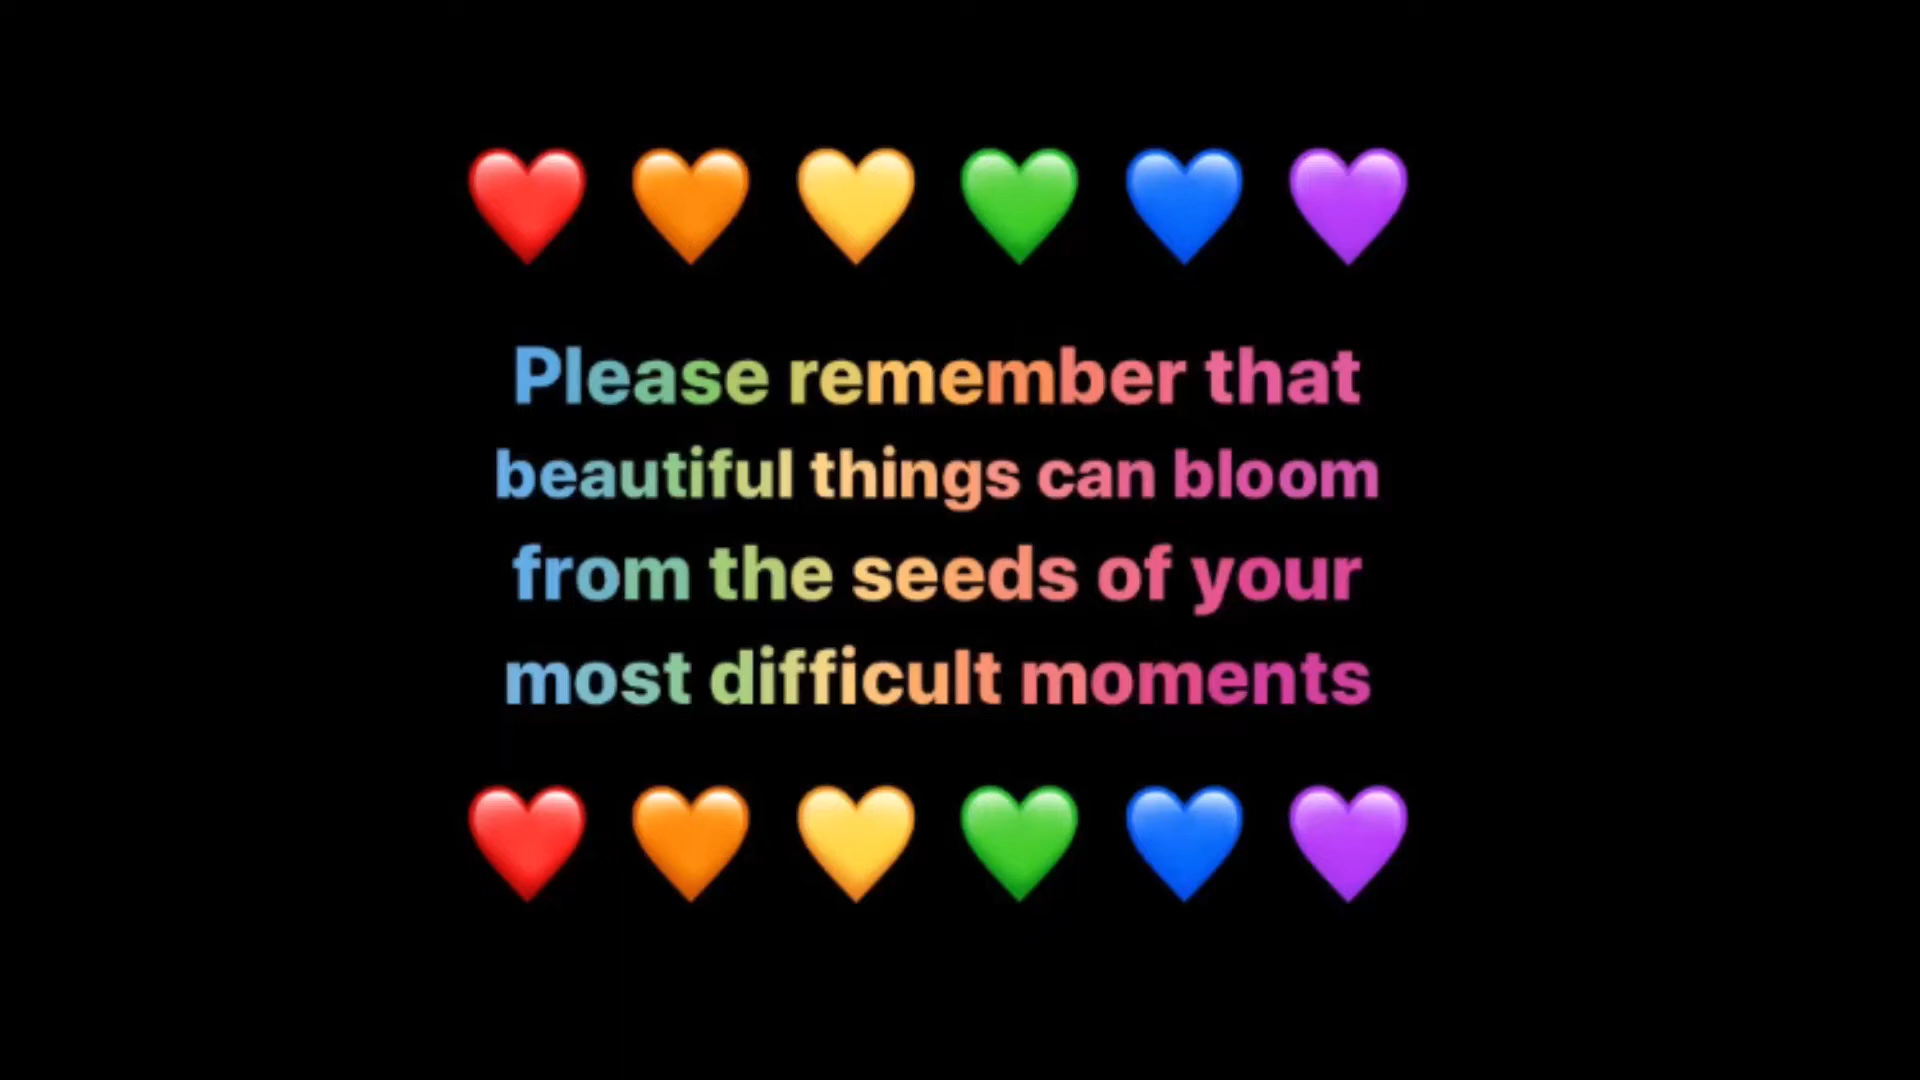 Please remember that
beautiful things can bloom
from the seeds of your
most difficult moments